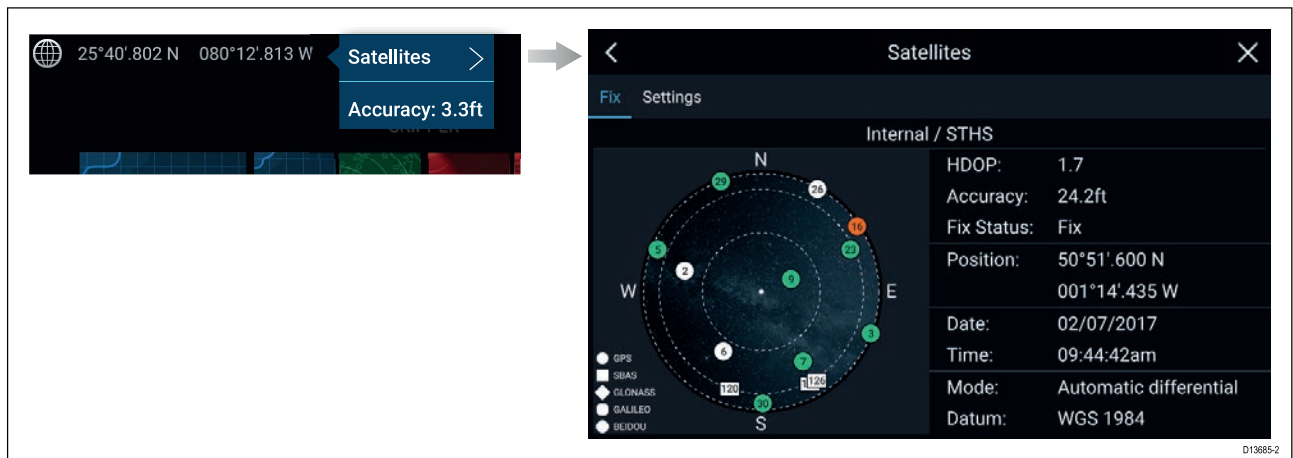 25°40'.802 N 080°12'.813 W
Satellites
Accuracy: 3.3ft
Satellites
Fix Settings
Internal / STHS
N
29
26
16
5
23
2
9
W
E
3
6
7
120
126
30
S
GPS
SBAS
GLONASS
GALILEO
BEIDOU
HDOP: 1.7
Accuracy: 24.2ft
Fix Status: Fix
Position: 50°51'.600 N
001°14'.435 W
Date: 02/07/2017
Time: 09:44:42am
Mode: Automatic differential
Datum: WGS 1984
D13685-2